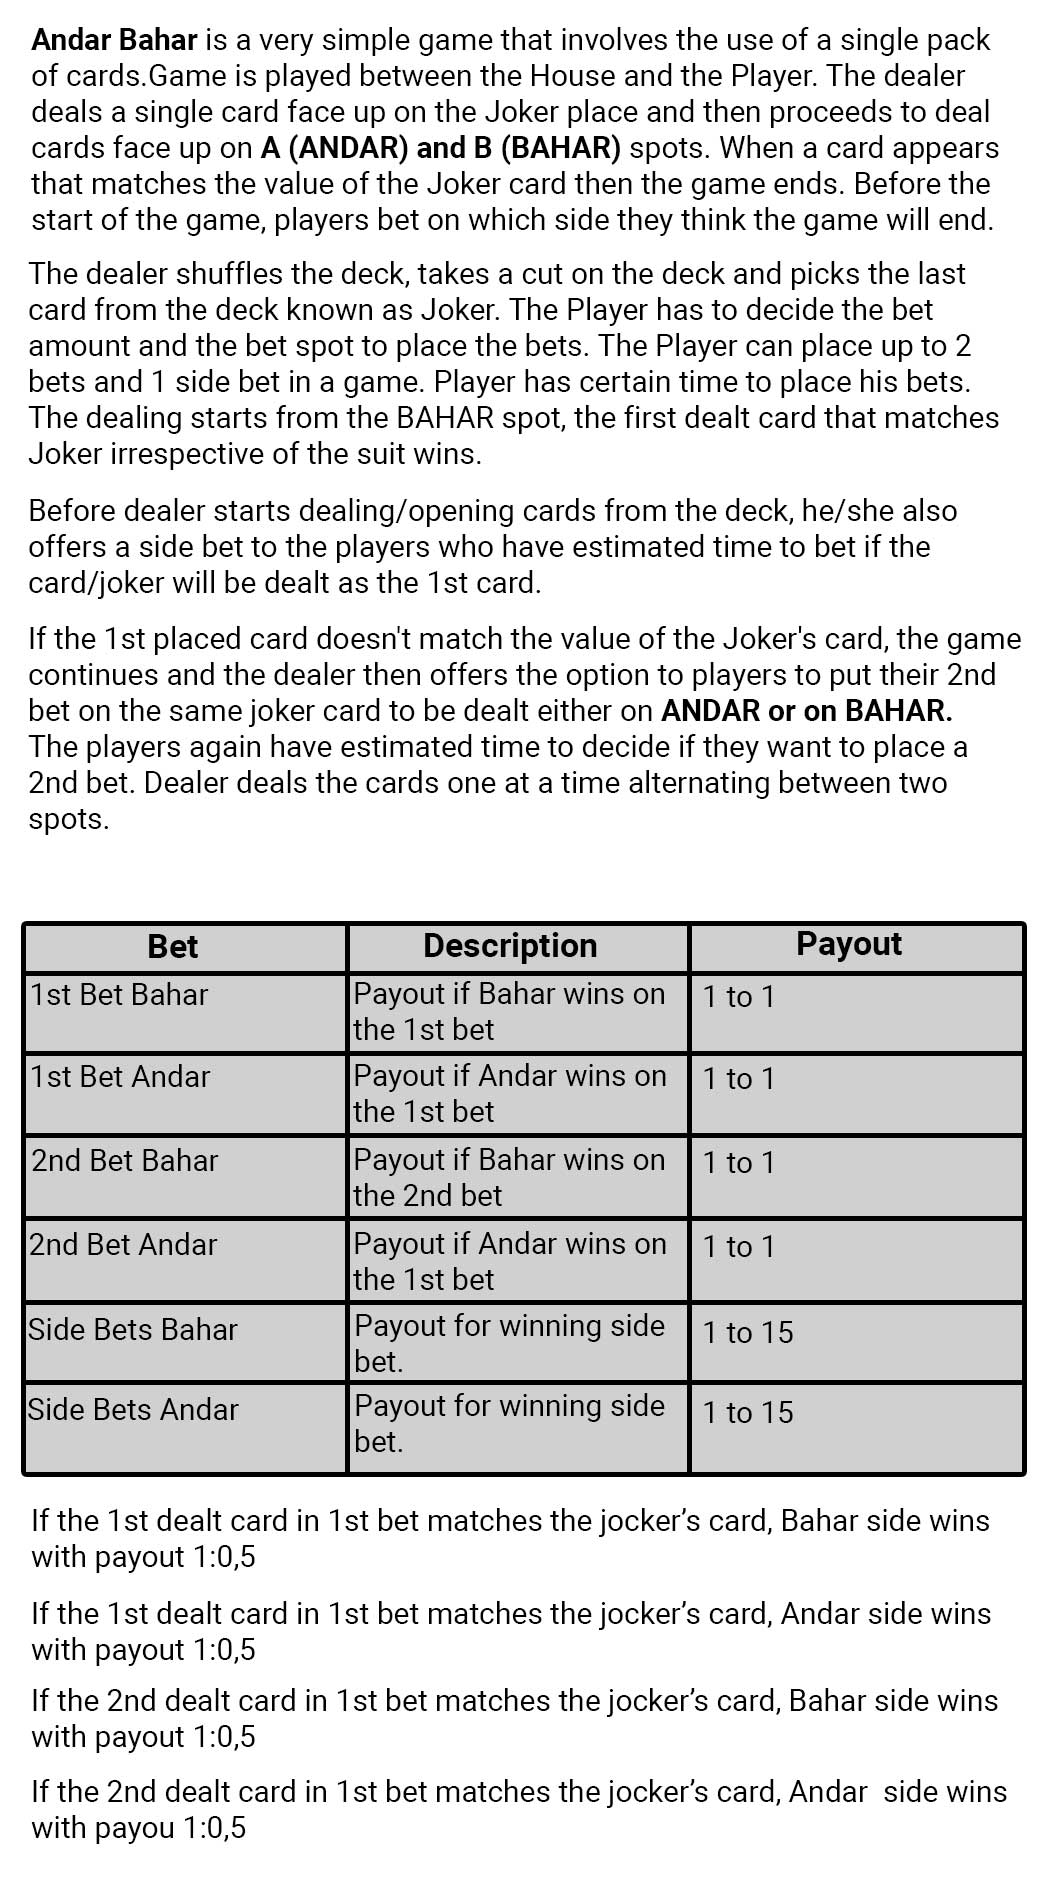 Andar Bahar is a very simple game that involves the use of a single pack
of cards.Game is played between the House and the Player. The dealer
deals a single card face up on the Joker place and then proceeds to deal
cards face up on A (ANDAR) and B (BAHAR) spots. When a card appears
that matches the value of the Joker card then the game ends. Before the
start of the game, players bet on which side they think the game will end.
The dealer shuffles the deck, takes a cut on the deck and picks the last
card from the deck known as Joker. The Player has to decide the bet
amount and the bet spot to place the bets. The Player can place up to 2
bets and 1 side bet in a game. Player has certain time to place his bets.
The dealing starts from the BAHAR spot, the first dealt card that matches
Joker irrespective of the suit wins.
Before dealer starts dealing/opening cards from the deck, he/she also
offers a side bet to the players who have estimated time to bet if the
card/joker will be dealt as the 1st card.
If the 1st placed card doesn't match the value of the Joker's card, the game
continues and the dealer then offers the option to players to put their 2nd
bet on the same joker card to be dealt either on ANDAR or on BAHAR.
The players again have estimated time to decide if they want to place a
2nd bet. Dealer deals the cards one at a time alternating between two
spots.
Bet Description Payout
1st Bet Bahar Payout if Bahar wins on 1 to 1
the 1st bet
1st Bet Andar Payout if Andar wins on 1 to 1
the 1st bet
2nd Bet Bahar Payout if Bahar wins on 1 to 1
the 2nd bet
2nd Bet Andar Payout if Andar wins on 1 to 1
the 1st bet
Side Bets Bahar Payout for winning side 1 to 15
bet.
Side Bets Andar Payout for winning side 1 to 15
bet.
If the 1st dealt card in 1st bet matches the jocker’s card, Bahar side wins
with payout 1:0,5
If the 1st dealt card in 1st bet matches the jocker’s card, Andar side wins
with payout 1:0,5
If the 2nd dealt card in 1st bet matches the jocker’s card, Bahar side wins
with payout 1:0,5
If the 2nd dealt card in 1st bet matches the jocker’s card, Andar  side wins
with payou 1:0,5